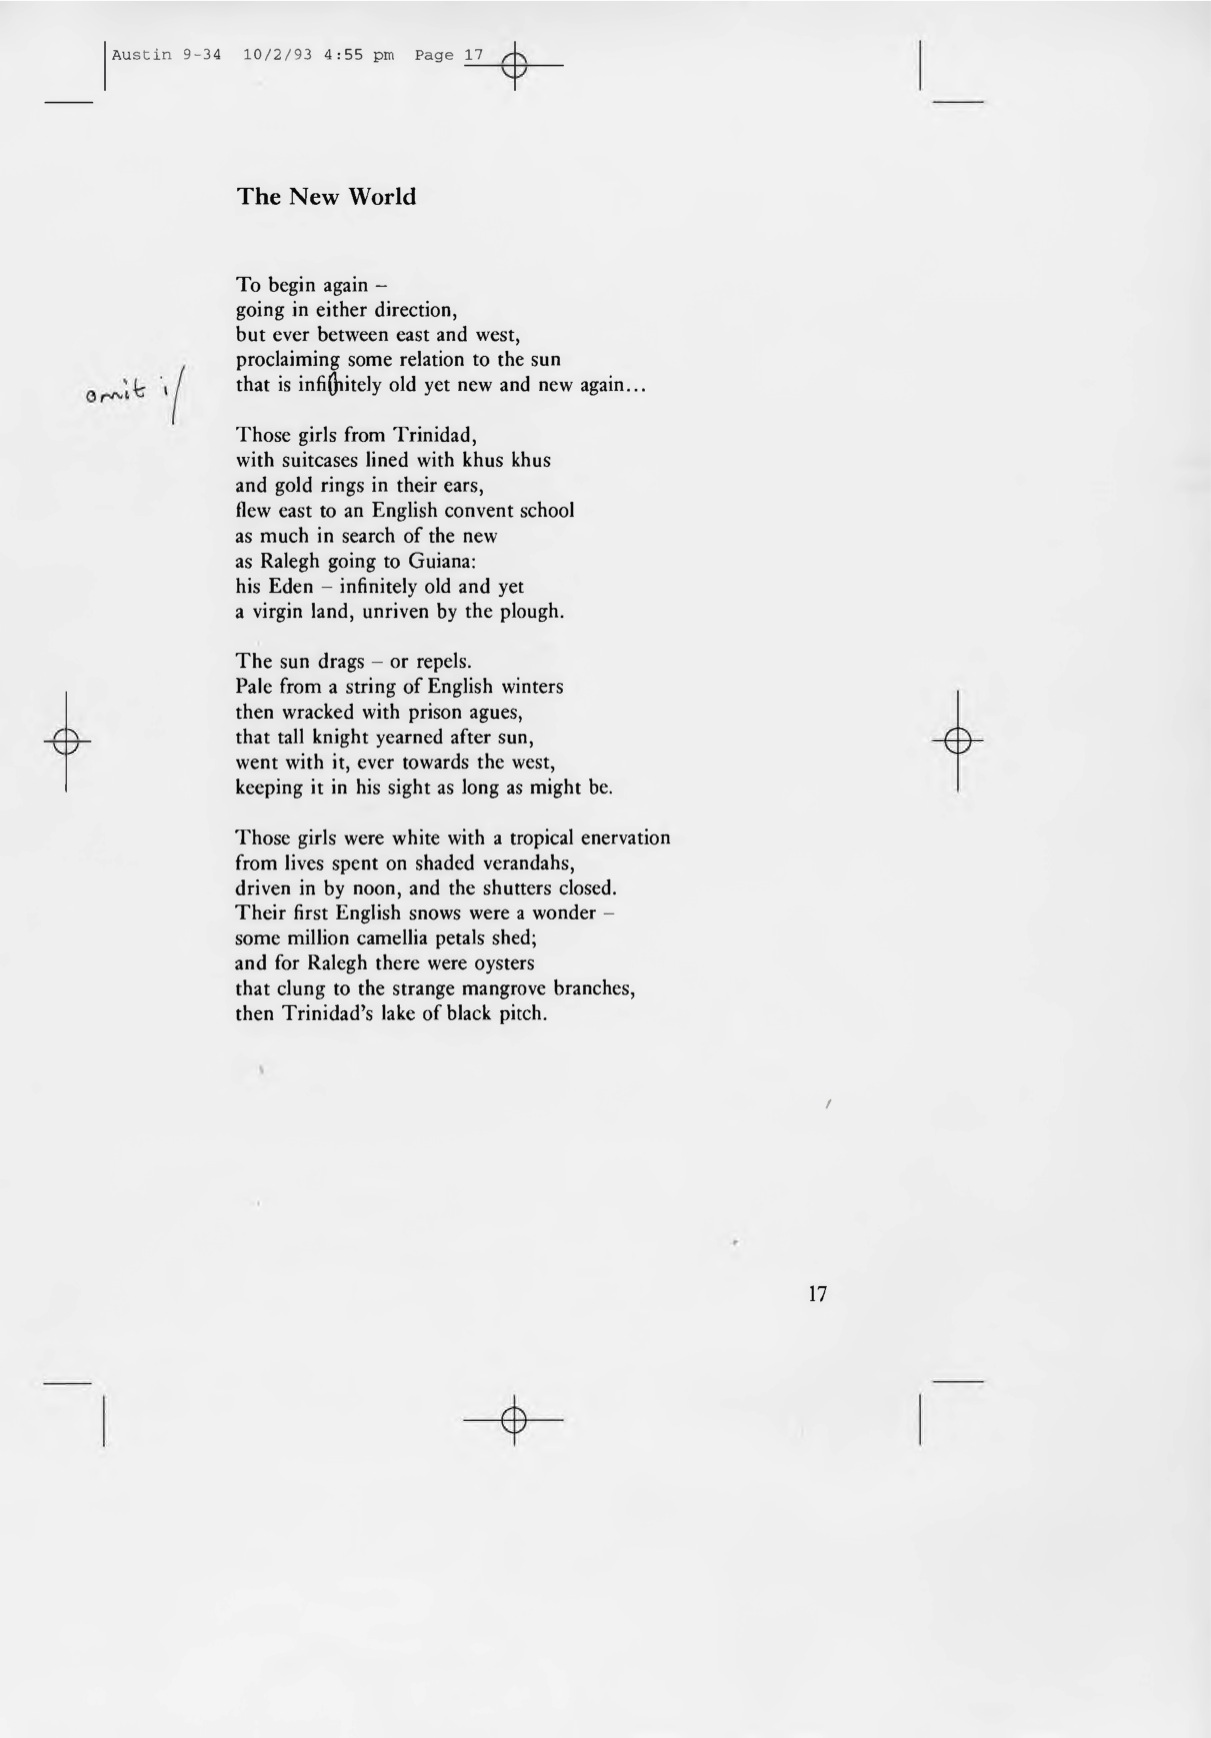 Austin 9-34 10/2/93 4:55 pm Page 17
The New World
To begin again –
going in either direction,
but ever between east and west,
proclaiming some relation to the sun
omit i/
that is infiinitely old yet new and new again...
Those girls from Trinidad,
with suitcases lined with khus khus
and gold rings in their ears,
flew east to an English convent school
as much in search of the new
as Ralegh going to Guiana:
his Eden – infinitely old and yet
a virgin land, unriven by the plough.
The sun drags – or repels.
Pale from a string of English winters
then wracked with prison agues,
that tall knight yearned after sun,
went with it, ever towards the west,
keeping it in his sight as long as might be.
Those girls were white with a tropical enervation
from lives spent on shaded verandahs,
driven in by noon, and the shutters closed.
Their first English snows were a wonder –
some million camellia petals shed;
and for Ralegh there were oysters
that clung to the strange mangrove branches,
then Trinidad's lake of black pitch.
17